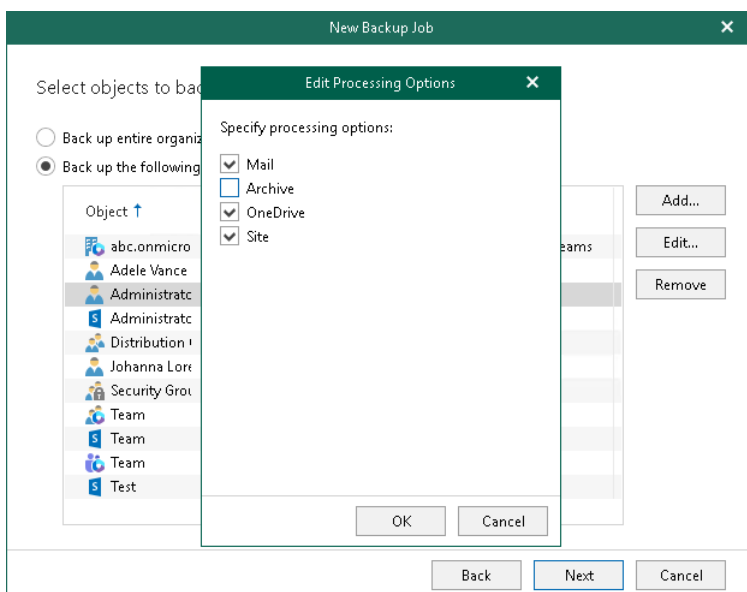 New Backup Job
Select objects to bac
Edit Processing Options
Back up entire organiz
Back up the following
Specify processing options:
Mail
Archive
OneDrive
Site
Object
Add...
Edit...
Remove
abc.onmicro
eams
Adele Vance
Administratc
Administratc
Distribution
Johanna Lore
Security Grou
Team
Team
Team
Test
OK
Cancel
Back
Next
Cancel